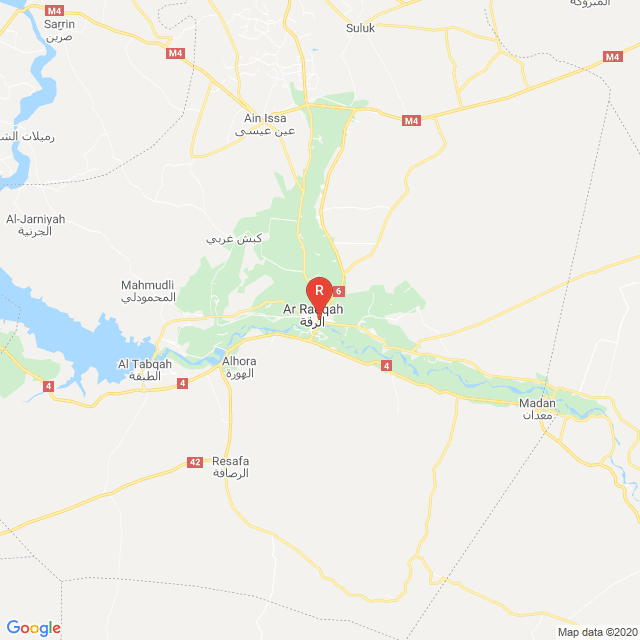 المبروكة
M4
Sarrin
صرين
Suluk
M4
M4
Ain Issa
عين عيسى
M4
رميلات الش
Al-Jarniyah
الجرنية
كبش غربي
Mahmudli
المحمودلي
R
6
Ar Raqqah
الرقة
Al Tabqah
الطبقة
Alhora
الهورة
4
4
4
Madan
معدان
42
Resafa
الرصافة
Google
Map data ©2020